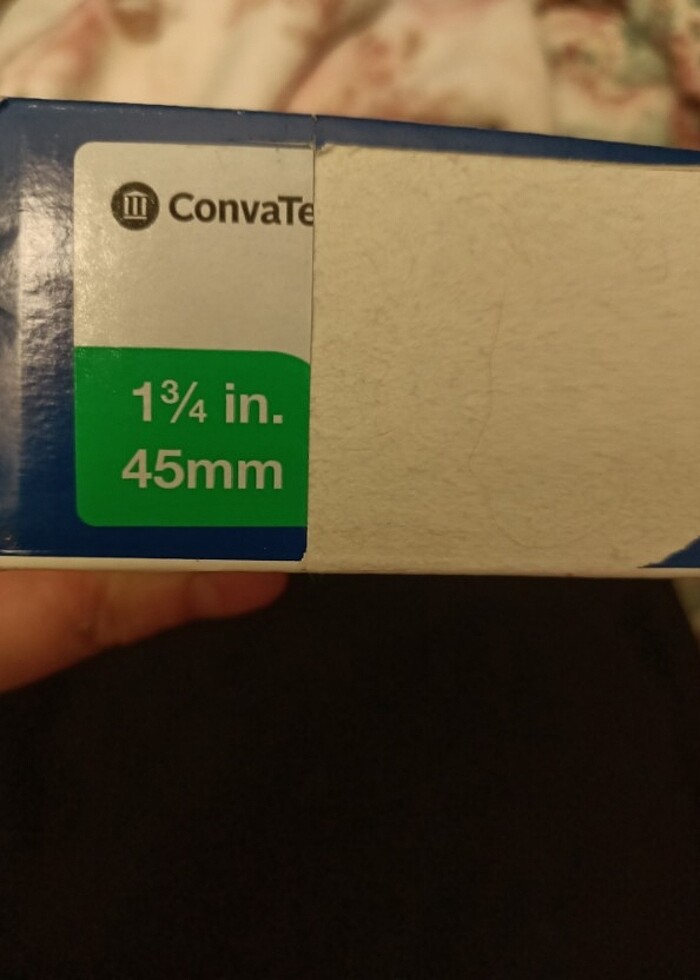 ConvaTe
1¾ in.
45mm